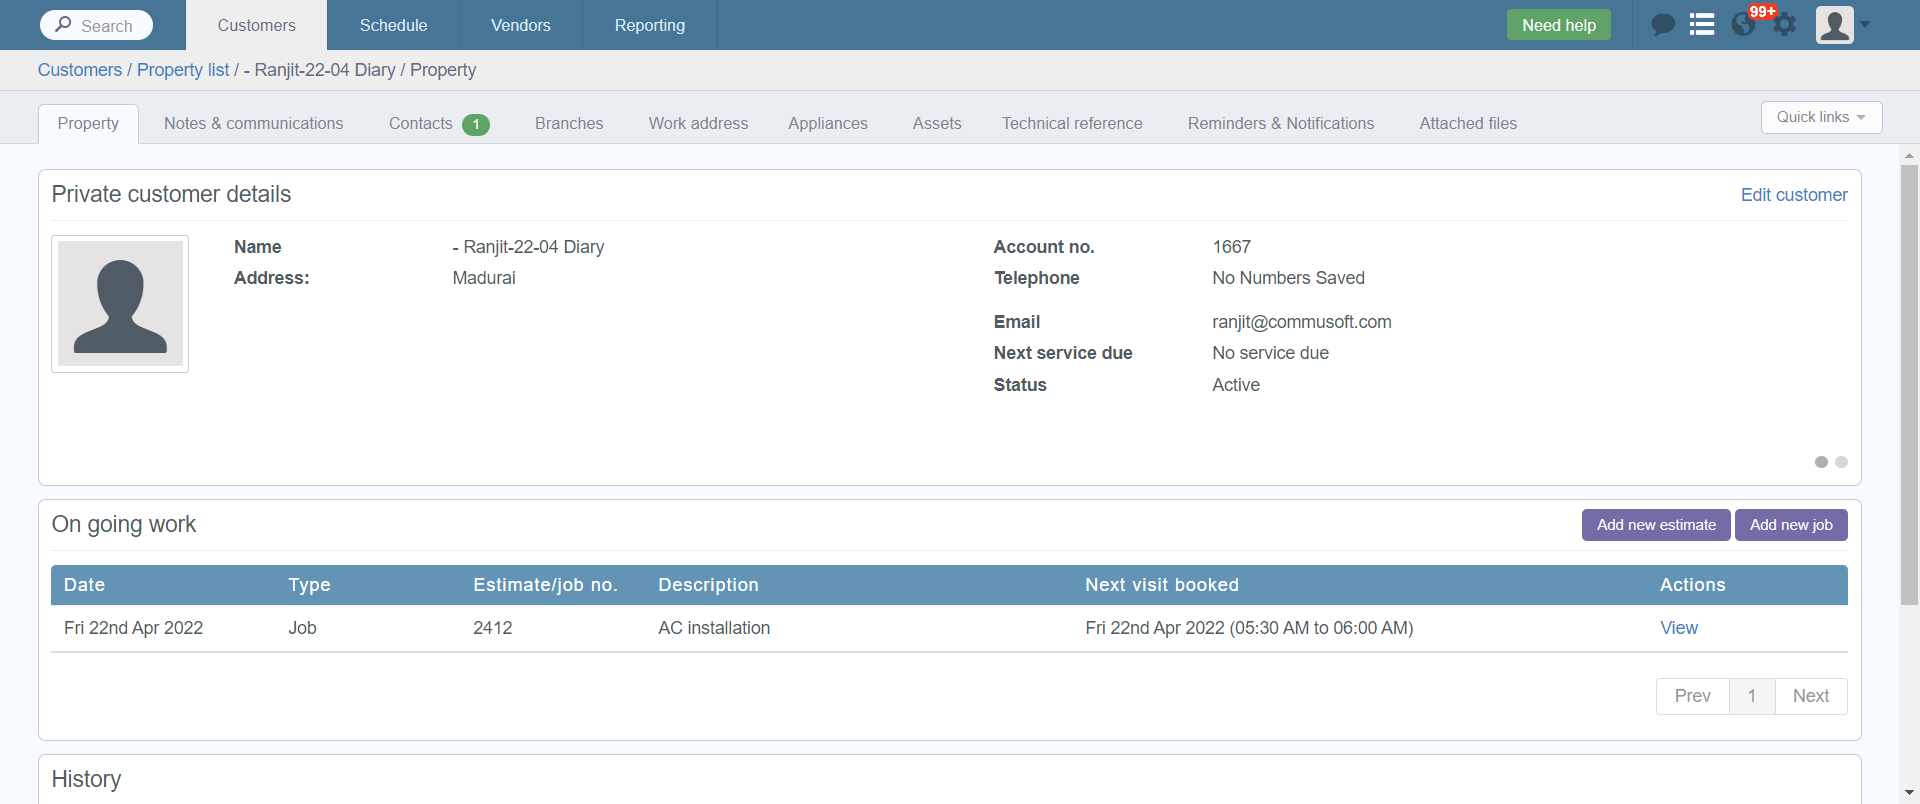 Search Customers Schedule Vendors Reporting Need help 99+
Customers / Property list / - Ranjit-22-04 Diary / Property
Property Notes & communications Contacts 1 Branches Work address Appliances Assets Technical reference Reminders & Notifications Attached files Quick links
Private customer details Edit customer
Name - Ranjit-22-04 Diary Account no. 1667
Address: Madurai Telephone No Numbers Saved
Email ranjit@commusoft.com
Next service due No service due
Status Active
On going work Add new estimate Add new job
Date Type Estimate/job no. Description Next visit booked Actions
Fri 22nd Apr 2022 Job 2412 AC installation Fri 22nd Apr 2022 (05:30 AM to 06:00 AM) View
Prev 1 Next
History